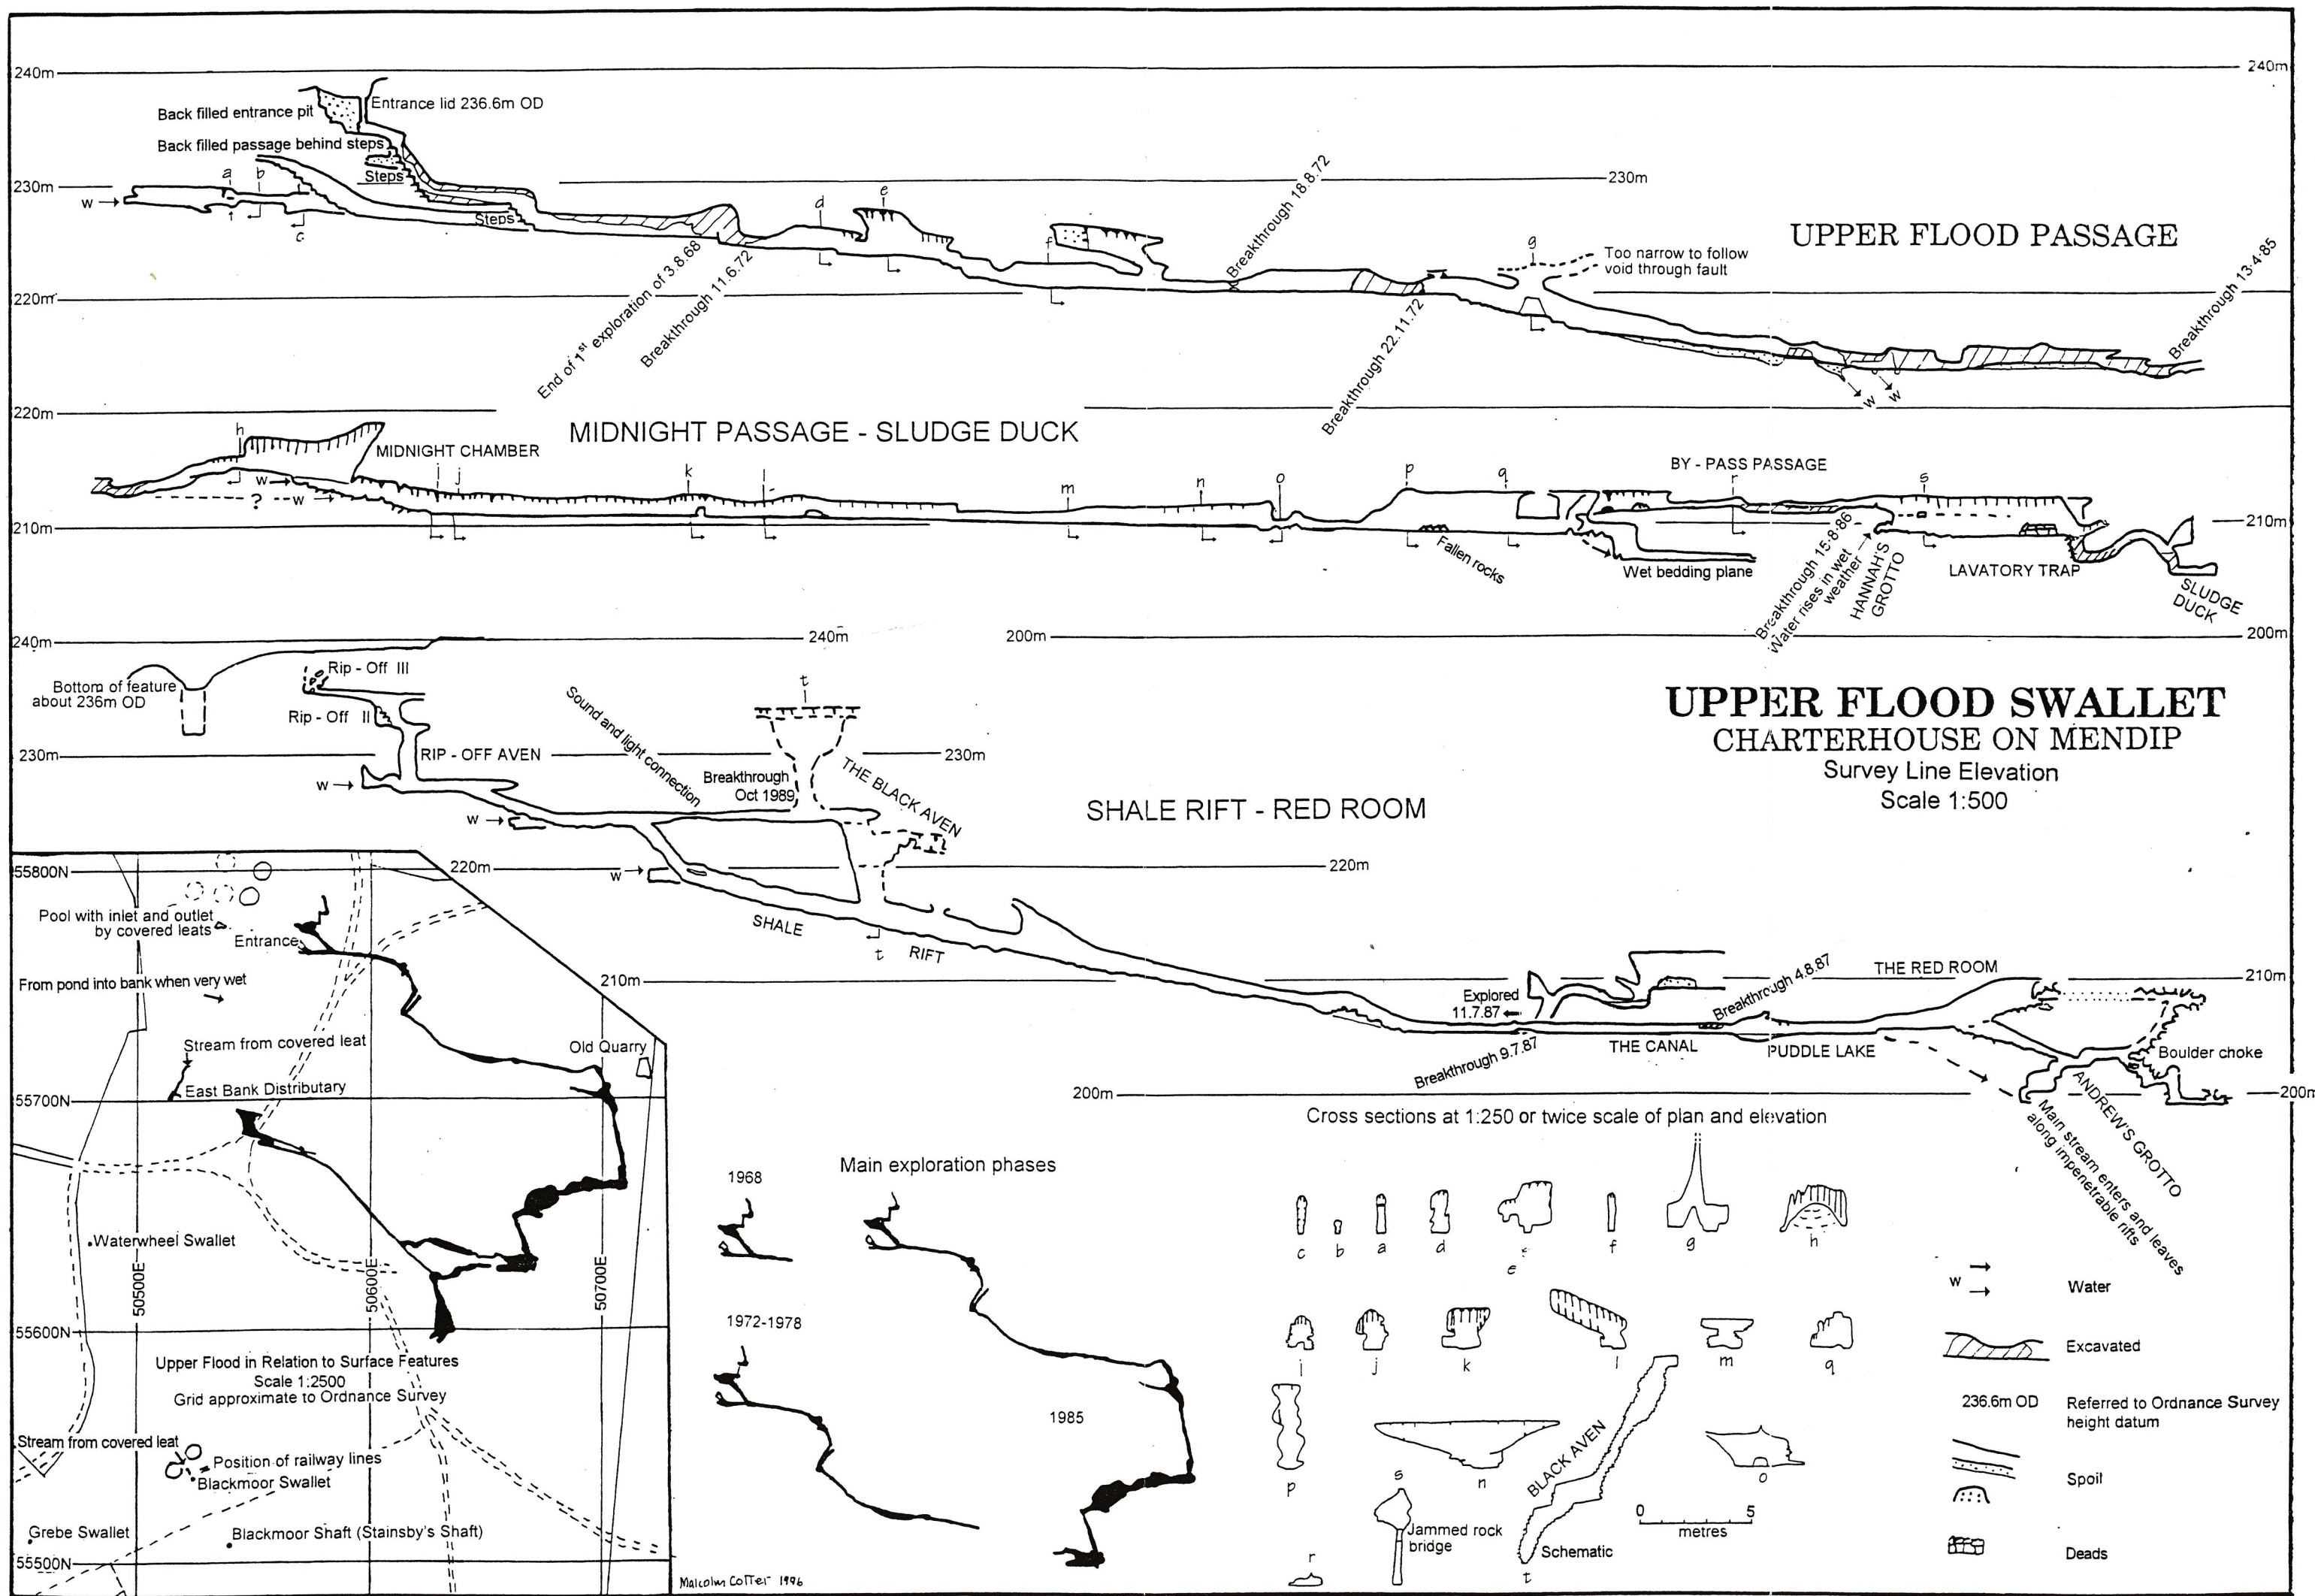 240m
240m
Back filled entrance pit
Entrance lid 236.6m OD
Back filled passage behind steps
Steps
a
b
c
230m
w
Steps
d
e
f
Breakthrough 18.8.72
230m
g
Too narrow to follow
void through fault
UPPER FLOOD PASSAGE
Breakthrough 13·4·85
220m
End of 1st exploration of 3.8.68
Breakthrough 11.6.72
Breakthrough 22.11.72
w
w
220m
h
MIDNIGHT PASSAGE - SLUDGE DUCK
MIDNIGHT CHAMBER
w
?
w
i
j
k
l
m
n
o
p
q
BY - PASS PASSAGE
r
s
210m
210m
Fallen rocks
Wet bedding plane
Breakthrough 15·8·86
Water rises in wet
weather
HANNAH'S
GROTTO
LAVATORY TRAP
SLUDGE
DUCK
240m
240m
200m
200m
Bottom of feature
about 236m OD
Rip - Off III
Rip - Off II
RIP - OFF AVEN
230m
w
w
Sound and light connection
t
Breakthrough
Oct 1989
THE BLACK AVEN
230m
SHALE RIFT - RED ROOM
UPPER FLOOD SWALLET
CHARTERHOUSE ON MENDIP
Survey Line Elevation
Scale 1:500
220m
w
220m
SHALE
RIFT
t
210m
Explored
11.7.87
Breakthrough 9.7.87
Breakthrough 4.8.87
THE CANAL
PUDDLE LAKE
THE RED ROOM
210m
Boulder choke
200m
200m
ANDREW'S GROTTO
Main stream enters and leaves
along impenetrable rifts
55800N
Pool with inlet and outlet
by covered leats
Entrance
From pond into bank when very wet
Stream from covered leat
East Bank Distributary
Old Quarry
55700N
Waterwheel Swallet
50500E
50600E
50700E
55600N
Upper Flood in Relation to Surface Features
Scale 1:2500
Grid approximate to Ordnance Survey
Stream from covered leat
Position of railway lines
Blackmoor Swallet
Grebe Swallet
Blackmoor Shaft (Stainsby's Shaft)
55500N
Malcolm Cotter 1996
Main exploration phases
1968
1972-1978
1985
Cross sections at 1:250 or twice scale of plan and elevation
c
b
a
d
e
f
g
h
i
j
k
l
m
q
p
n
BLACK AVEN
o
s
Jammed rock
bridge
r
Schematic
t
0
5
metres
w
Water
Excavated
236.6m OD
Referred to Ordnance Survey
height datum
Spoil
Deads